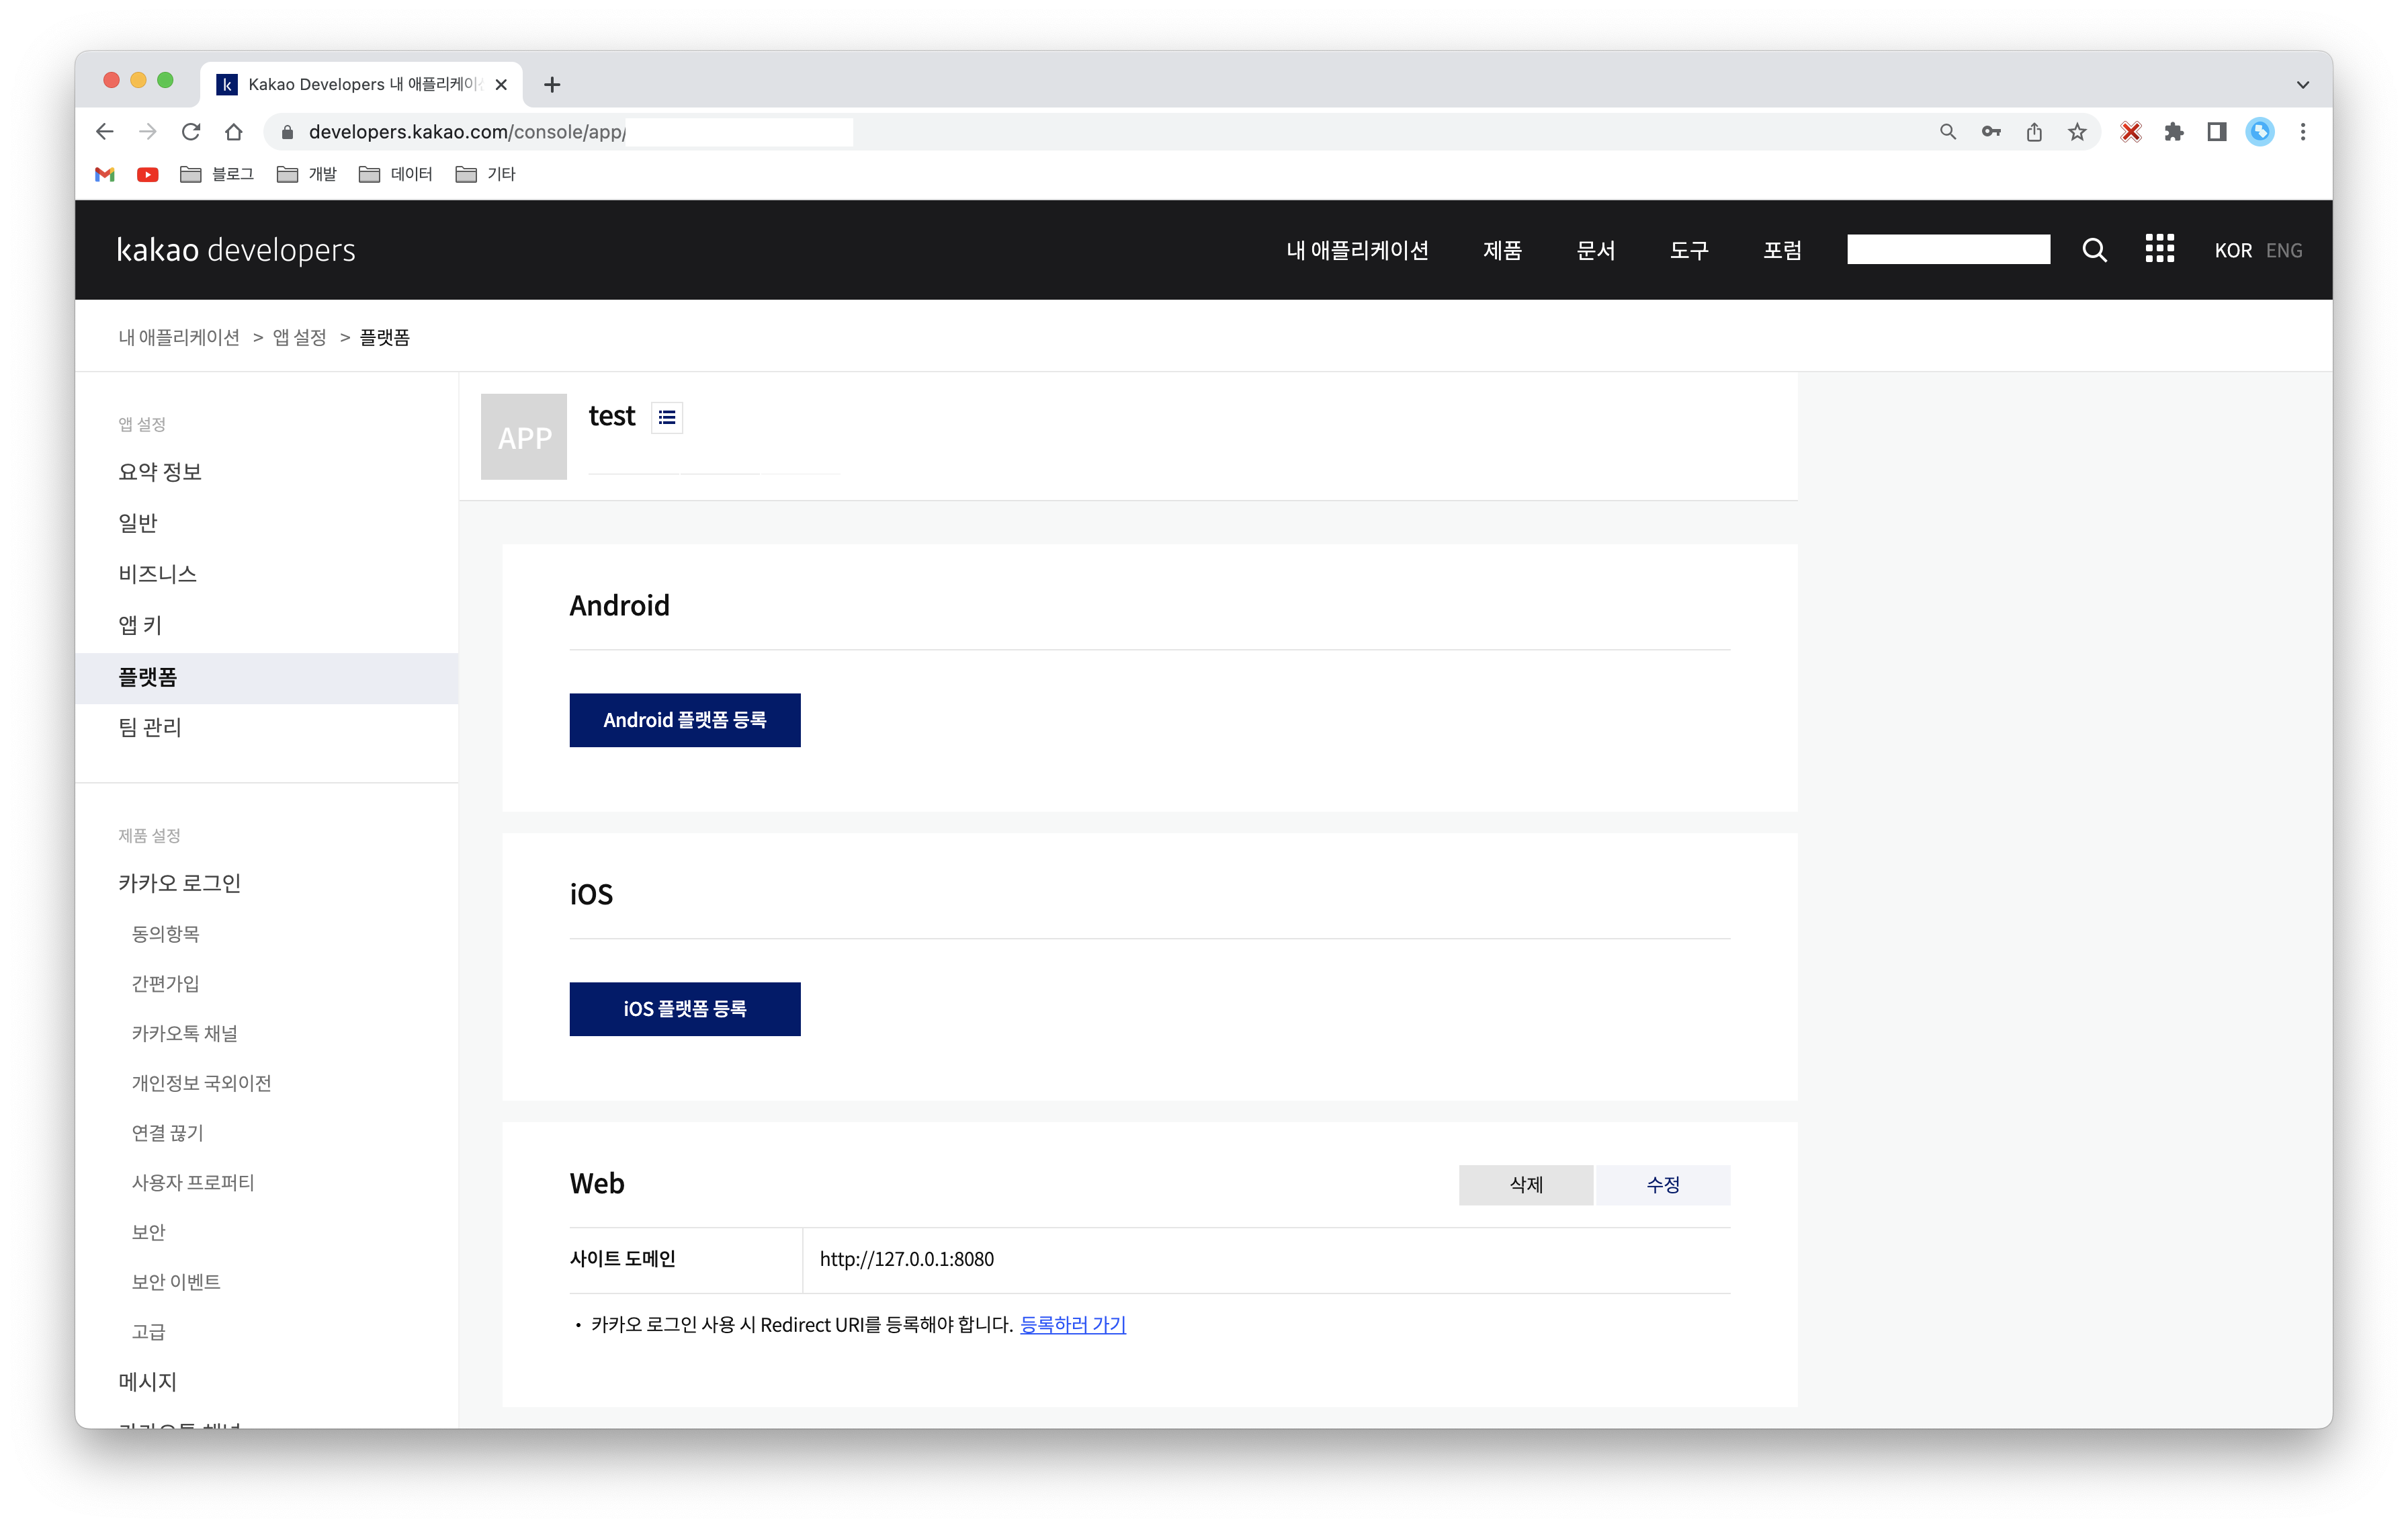 Kakao Developers 내 애플리케이
developers.kakao.com/console/app/
블로그 개발 데이터 기타
kakao developers
내 애플리케이션 제품 문서 도구 포럼 KOR ENG
내 애플리케이션 > 앱 설정 > 플랫폼
앱 설정
요약 정보
일반
비즈니스
앱 키
플랫폼
팀 관리
제품 설정
카카오 로그인
동의항목
간편가입
카카오톡 채널
개인정보 국외이전
연결 끊기
사용자 프로퍼티
보안
보안 이벤트
고급
메시지
APP
test
Android
Android 플랫폼 등록
iOS
iOS 플랫폼 등록
Web
삭제 수정
사이트 도메인 http://127.0.0.1:8080
• 카카오 로그인 사용 시 Redirect URI를 등록해야 합니다. 등록하러 가기